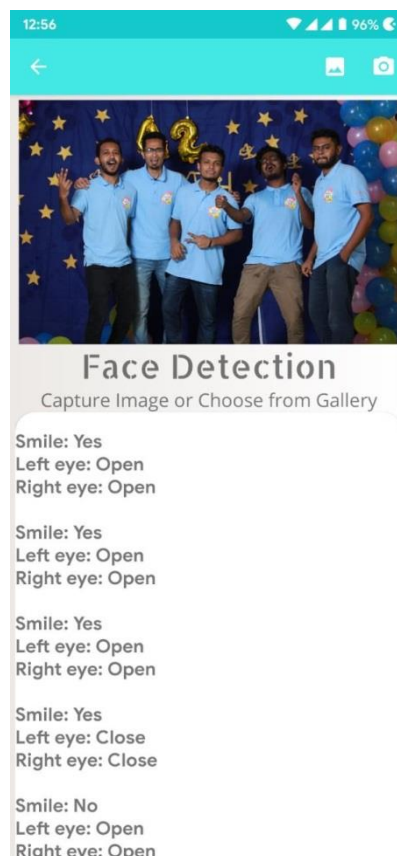 12:56
96%
42
Face Detection
Capture Image or Choose from Gallery
Smile: Yes
Left eye: Open
Right eye: Open
Smile: Yes
Left eye: Open
Right eye: Open
Smile: Yes
Left eye: Open
Right eye: Open
Smile: Yes
Left eye: Close
Right eye: Close
Smile: No
Left eye: Open
Right eye: Open